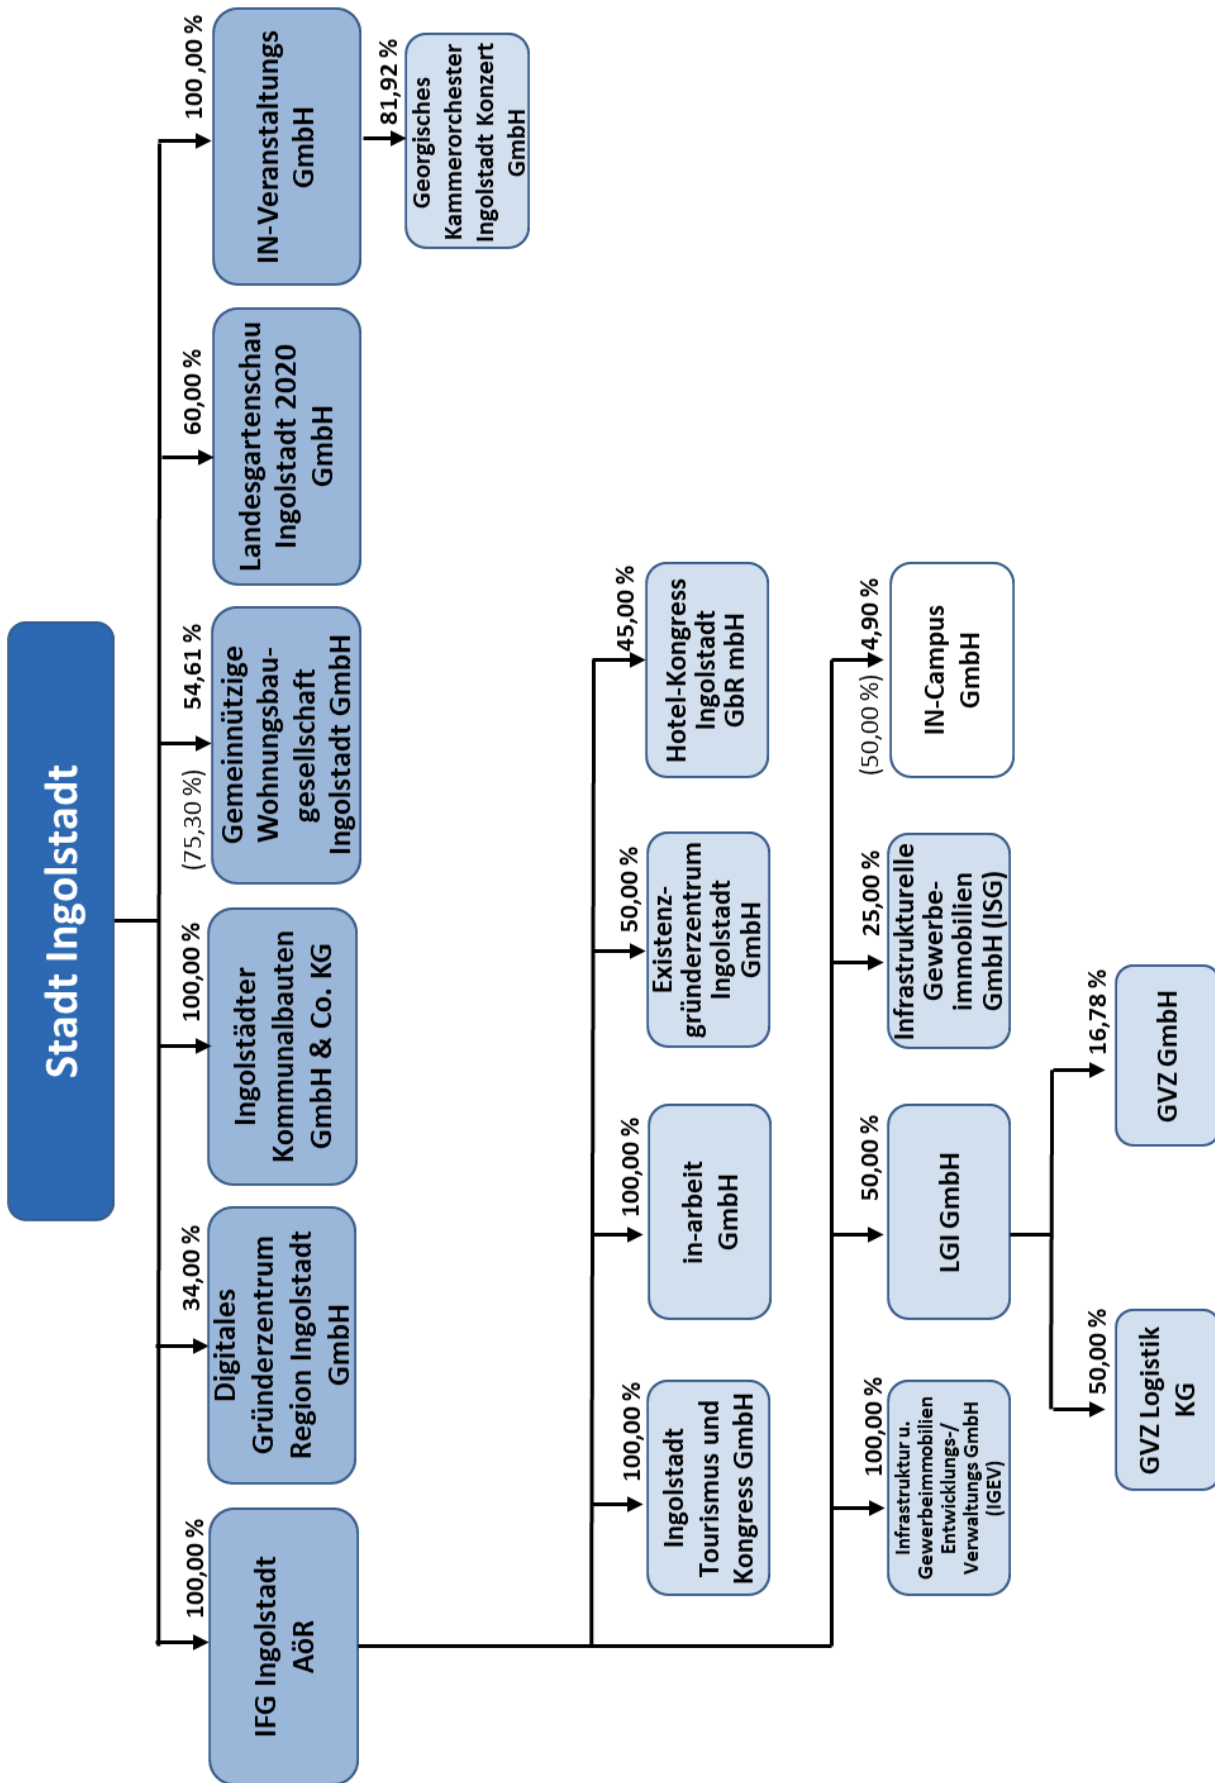 Stadt Ingolstadt
100,00 %
IFG Ingolstadt
AöR
34,00 %
Digitales
Gründerzentrum
Region Ingolstadt
GmbH
100,00 %
Ingolstädter
Kommunalbauten
GmbH & Co. KG
(75,30 %) 54,61 %
Gemeinnützige
Wohnungsbau-
gesellschaft
Ingolstadt GmbH
60,00 %
Landesgartenschau
Ingolstadt 2020
GmbH
100,00 %
IN-Veranstaltungs
GmbH
81,92 %
Georgisches
Kammerorchester
Ingolstadt Konzert
GmbH
100,00 %
Ingolstadt
Tourismus und
Kongress GmbH
100,00 %
in-arbeit
GmbH
50,00 %
Existenz-
gründerzentrum
Ingolstadt
GmbH
45,00 %
Hotel-Kongress
Ingolstadt
GbR mbH
100,00 %
Infrastruktur u.
Gewerbeimmobilien
Entwicklungs-/
Verwaltungs GmbH
(IGEV)
50,00 %
LGI GmbH
25,00 %
Infrastrukturelle
Gewerbe-
immobilien
GmbH (ISG)
(50,00 %) 4,90 %
IN-Campus
GmbH
50,00 %
GVZ Logistik
KG
16,78 %
GVZ GmbH